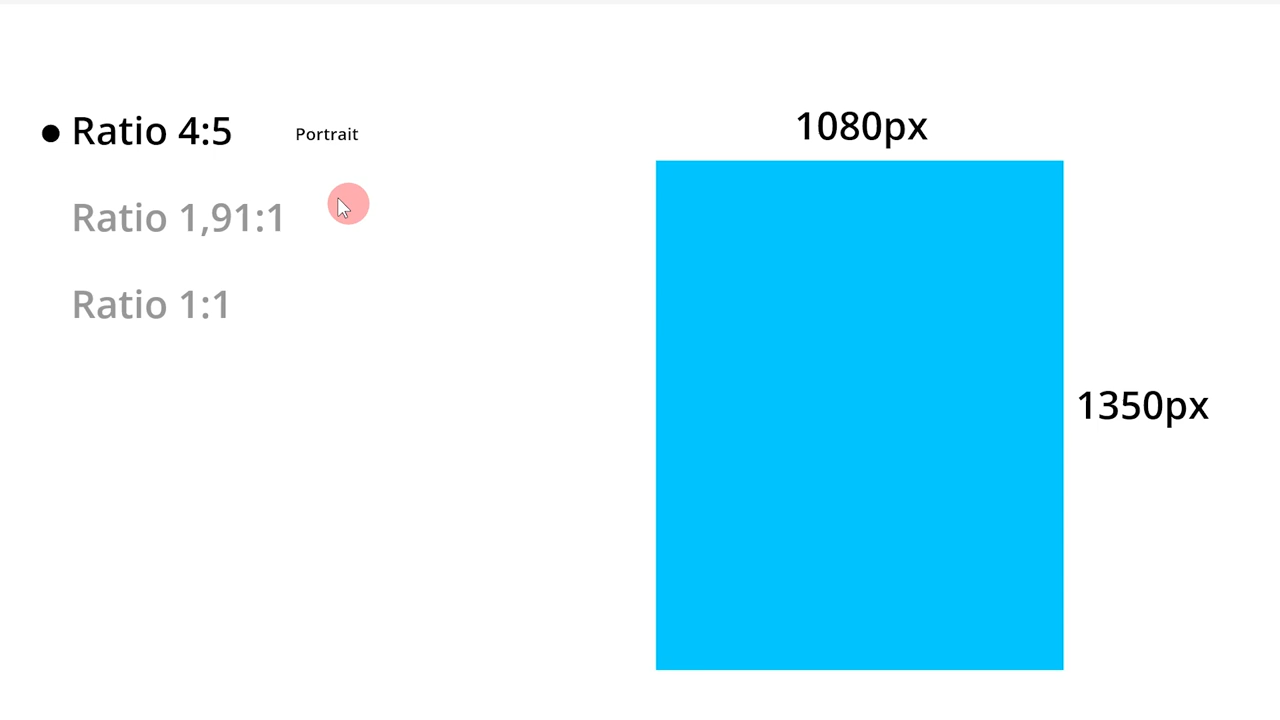 ● Ratio 4:5 Portrait
Ratio 1,91:1
Ratio 1:1
1080px
1350px